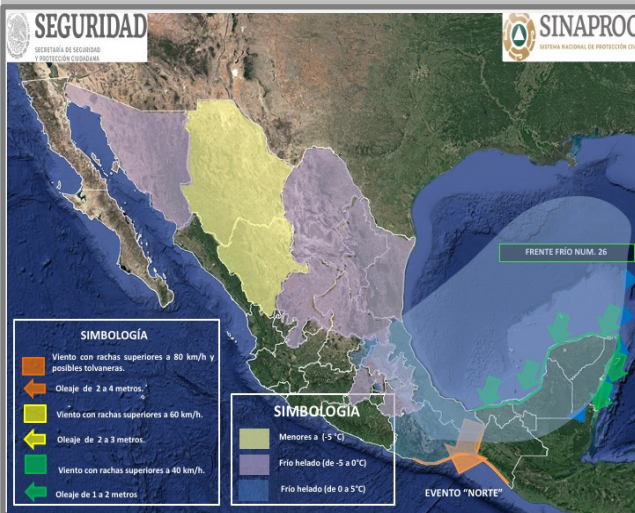 SEGURIDAD
SECRETARÍA DE SEGURIDAD
Y PROTECCIÓN CIUDADANA
SINAPROC
SISTEMA NACIONAL DE PROTECCIÓN CI
FRENTE FRÍO NUM. 26
SIMBOLOGÍA
Viento con rachas superiores a 80 km/h y
posibles tolvaneras.
Oleaje de 2 a 4 metros.
Viento con rachas superiores a 60 km/h.
Oleaje de 2 a 3 metros.
Viento con rachas superiores a 40 km/h.
Oleaje de 1 a 2 metros
SIMBOLOGÍA
Menores a (-5 °C)
Frío helado (de -5 a 0°C)
Frío helado (de 0 a 5°C)
EVENTO "NORTE"